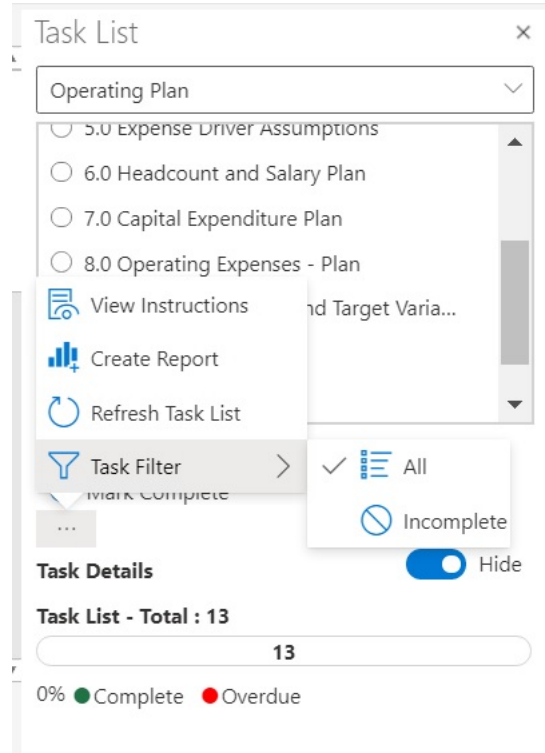 Task List
Operating Plan
5.0 Expense Driver Assumptions
6.0 Headcount and Salary Plan
7.0 Capital Expenditure Plan
8.0 Operating Expenses - Plan
View Instructions
nd Target Varia...
Create Report
Refresh Task List
Task Filter
All
Mark Complete
...
Incomplete
Task Details
Hide
Task List - Total : 13
13
0% Complete Overdue